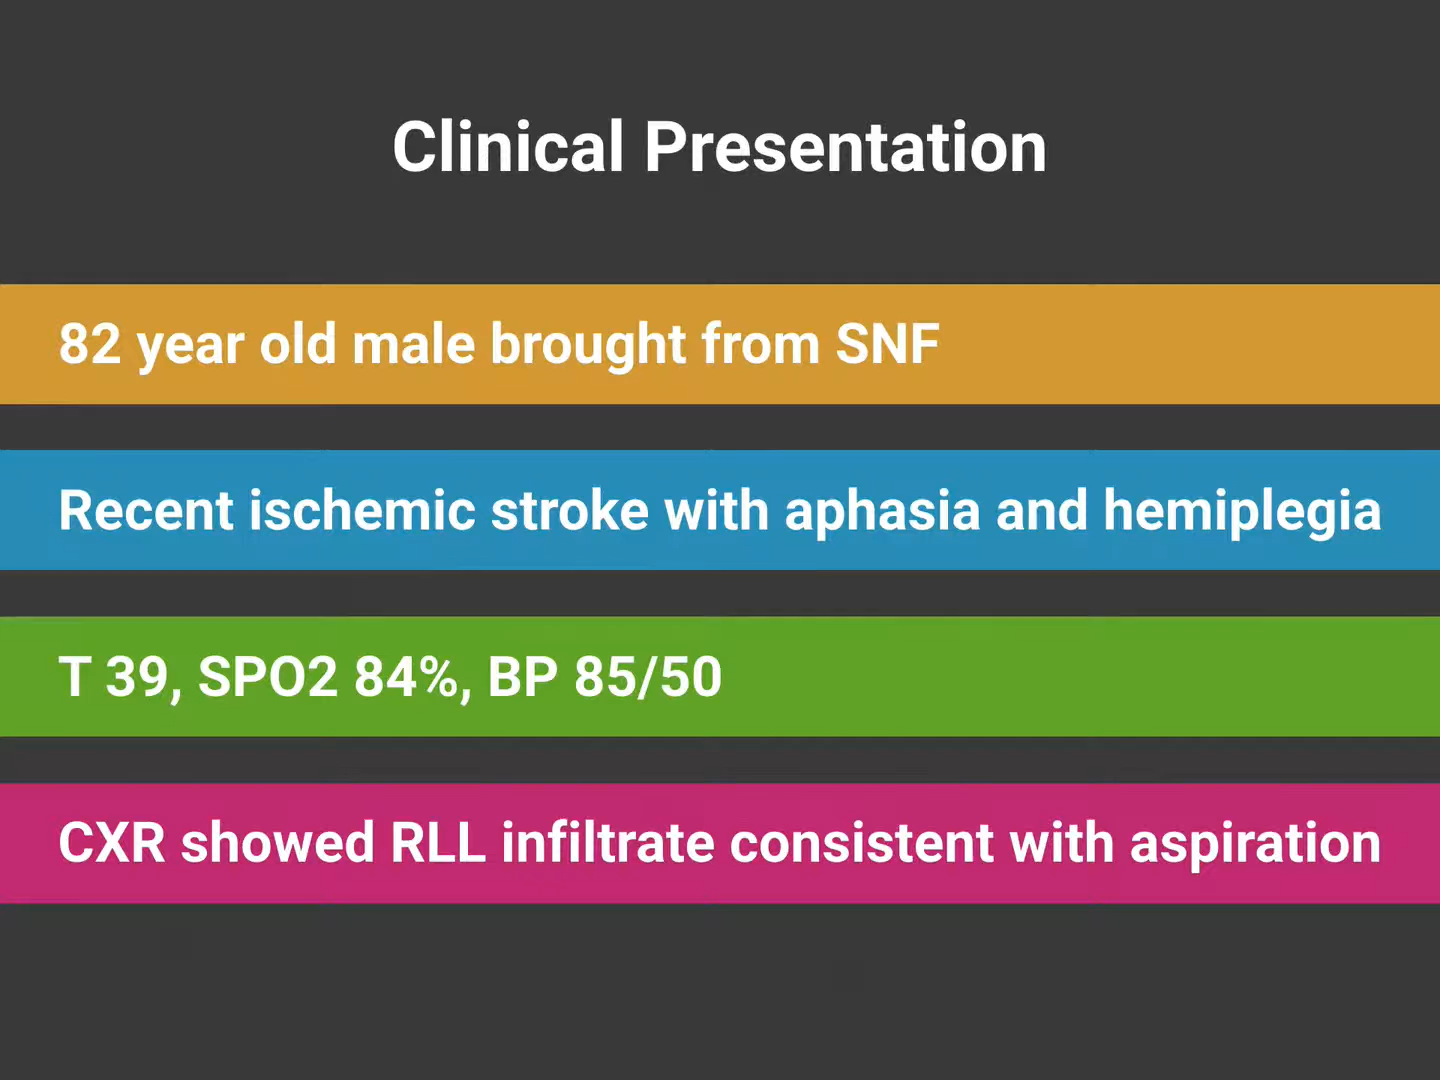 Clinical Presentation
82 year old male brought from SNF
Recent ischemic stroke with aphasia and hemiplegia
T 39, SPO2 84%, BP 85/50
CXR showed RLL infiltrate consistent with aspiration